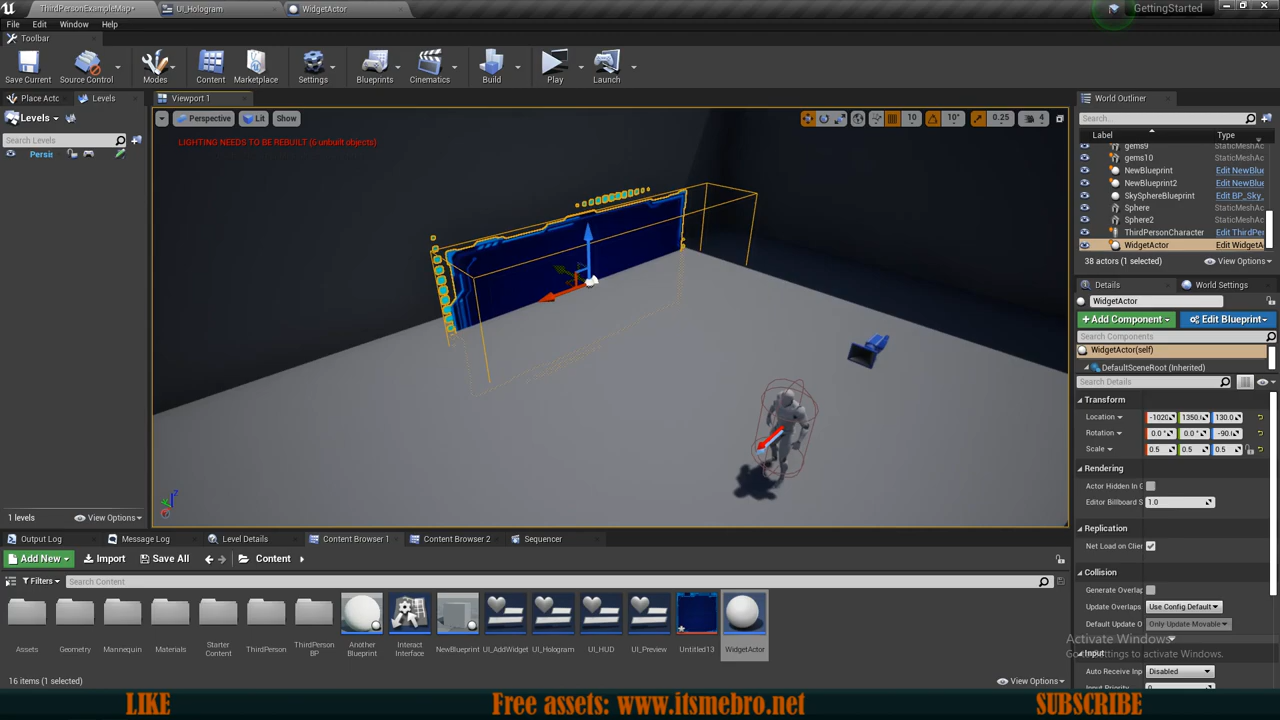 ThirdPersonExampleMap*
UI_Hologram
WidgetActor
GettingStarted
File Edit Window Help
Toolbar
Save Current
Source Control
Modes
Content
Marketplace
Settings
Blueprints
Cinematics
Build
Play
Launch
Place Actc
Levels
Viewport 1
World Outliner
Levels
Perspective
Lit
Show
10
10°
0.25
4
Search...
Search Levels
LIGHTING NEEDS TO BE REBUILT (6 unbuilt objects)
Label
Type
Persis
gems9 StaticMeshAc
gems10 StaticMeshAc
NewBlueprint Edit NewBlue
NewBlueprint2 Edit NewBlue
SkySphereBlueprint Edit BP_Sky_
Sphere StaticMeshAc
Sphere2 StaticMeshAc
ThirdPersonCharacter Edit ThirdPer
WidgetActor Edit WidgetA
38 actors (1 selected)
View Options
Details
World Settings
WidgetActor
+ Add Component
Edit Blueprint
Search Components
WidgetActor(self)
DefaultSceneRoot (Inherited)
Search Details
Transform
Location -1020 1350.( 130.0
Rotation 0.0 ° 0.0 ° -90.(
Scale 0.5 0.5 0.5
Rendering
Actor Hidden In G
Editor Billboard S 1.0
Replication
Net Load on Clien
Collision
Generate Overlap
Update Overlaps Use Config Default
Default Update O Only Update Movable
Activate Windows
Go to Settings to activate Windows.
Input
Auto Receive Inp Disabled
Input Priority 0
1 levels
View Options
Output Log
Message Log
Level Details
Content Browser 1
Content Browser 2
Sequencer
Add New
Import
Save All
Content
Filters
Search Content
Assets
Geometry
Mannequin
Materials
Starter Content
ThirdPerson
ThirdPerson BP
Another Blueprint
Interact Interface
NewBlueprint
UI_AddWidget
UI_Hologram
UI_HUD
UI_Preview
Untitled13
WidgetActor
16 items (1 selected)
View Options
LIKE
Free assets: www.itsmebro.net
SUBSCRIBE